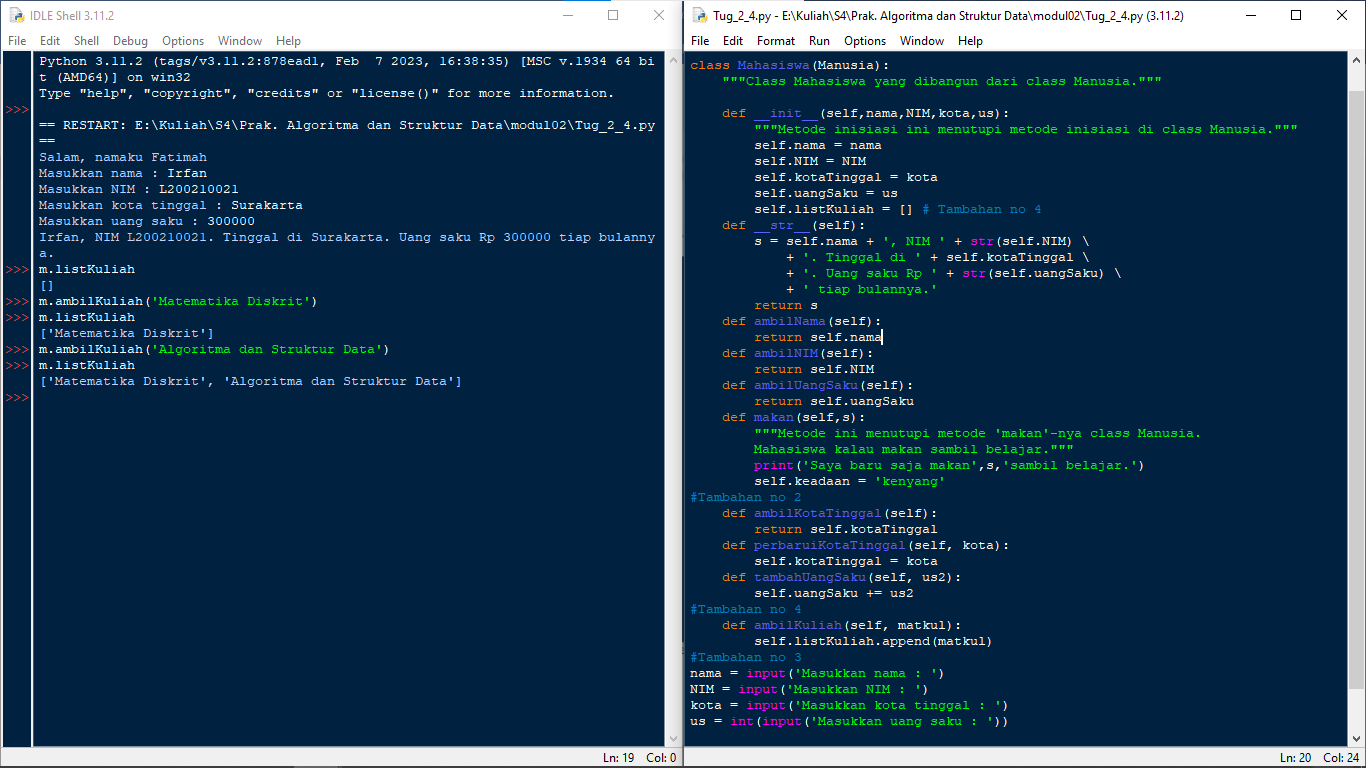 IDLE Shell 3.11.2
File Edit Shell Debug Options Window Help
Python 3.11.2 (tags/v3.11.2:878ead1, Feb  7 2023, 16:38:35) [MSC v.1934 64 bi
t (AMD64)] on win32
Type "help", "copyright", "credits" or "license()" for more information.
>>>
== RESTART: E:\Kuliah\S4\Prak. Algoritma dan Struktur Data\modul02\Tug_2_4.py
==
Salam, namaku Fatimah
Masukkan nama : Irfan
Masukkan NIM : L200210021
Masukkan kota tinggal : Surakarta
Masukkan uang saku : 300000
Irfan, NIM L200210021. Tinggal di Surakarta. Uang saku Rp 300000 tiap bulanny
a.
>>> m.listKuliah
[]
>>> m.ambilKuliah('Matematika Diskrit')
>>> m.listKuliah
['Matematika Diskrit']
>>> m.ambilKuliah('Algoritma dan Struktur Data')
>>> m.listKuliah
['Matematika Diskrit', 'Algoritma dan Struktur Data']
>>>
Ln: 19 Col: 0
Tug_2_4.py - E:\Kuliah\S4\Prak. Algoritma dan Struktur Data\modul02\Tug_2_4.py (3.11.2)
File Edit Format Run Options Window Help
class Mahasiswa(Manusia):
    """Class Mahasiswa yang dibangun dari class Manusia."""
    def __init__(self,nama,NIM,kota,us):
        """Metode inisiasi ini menutupi metode inisiasi di class Manusia."""
        self.nama = nama
        self.NIM = NIM
        self.kotaTinggal = kota
        self.uangSaku = us
        self.listKuliah = [] # Tambahan no 4
    def __str__(self):
        s = self.nama + ', NIM ' + str(self.NIM) \
            + '. Tinggal di ' + self.kotaTinggal \
            + '. Uang saku Rp ' + str(self.uangSaku) \
            + ' tiap bulannya.'
        return s
    def ambilNama(self):
        return self.nama
    def ambilNIM(self):
        return self.NIM
    def ambilUangSaku(self):
        return self.uangSaku
    def makan(self,s):
        """Metode ini menutupi metode 'makan'-nya class Manusia.
        Mahasiswa kalau makan sambil belajar."""
        print('Saya baru saja makan',s,'sambil belajar.')
        self.keadaan = 'kenyang'
#Tambahan no 2
    def ambilKotaTinggal(self):
        return self.kotaTinggal
    def perbaruiKotaTinggal(self, kota):
        self.kotaTinggal = kota
    def tambahUangSaku(self, us2):
        self.uangSaku += us2
#Tambahan no 4
    def ambilKuliah(self, matkul):
        self.listKuliah.append(matkul)
#Tambahan no 3
nama = input('Masukkan nama : ')
NIM = input('Masukkan NIM : ')
kota = input('Masukkan kota tinggal : ')
us = int(input('Masukkan uang saku : '))
Ln: 20 Col: 24